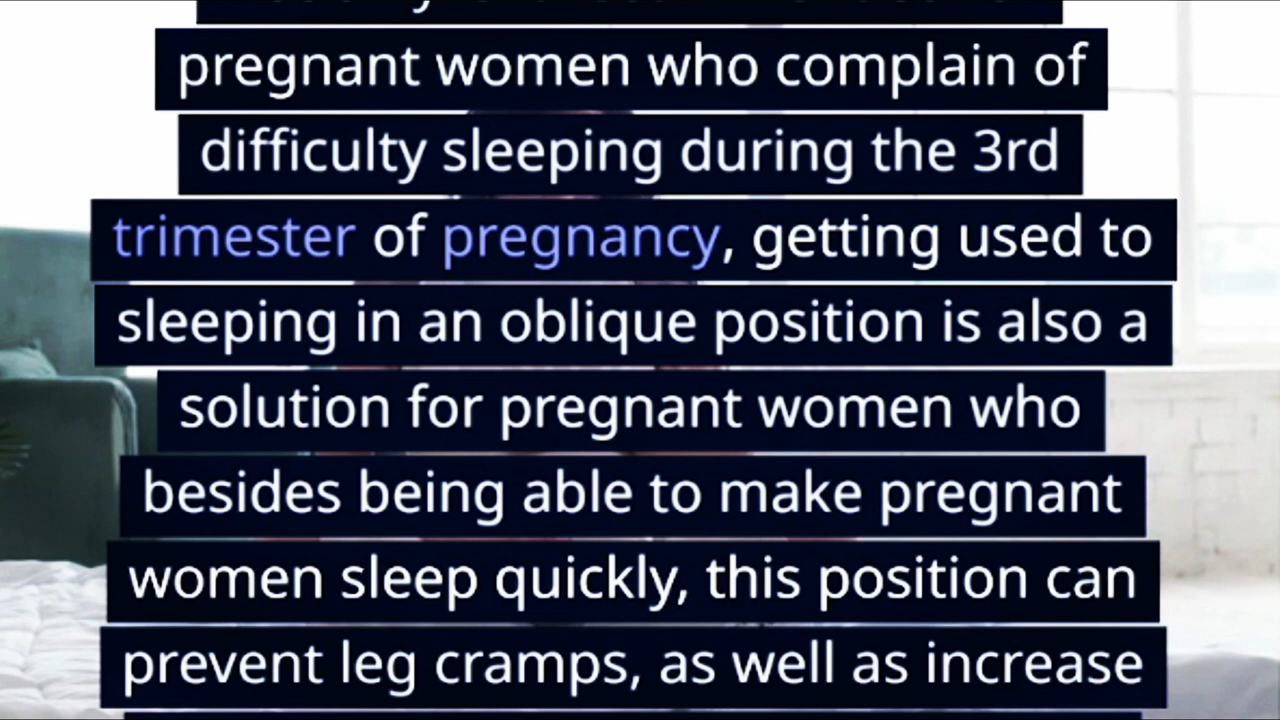 pregnant women who complain of
difficulty sleeping during the 3rd
trimester of pregnancy, getting used to
sleeping in an oblique position is also a
solution for pregnant women who
besides being able to make pregnant
women sleep quickly, this position can
prevent leg cramps, as well as increase